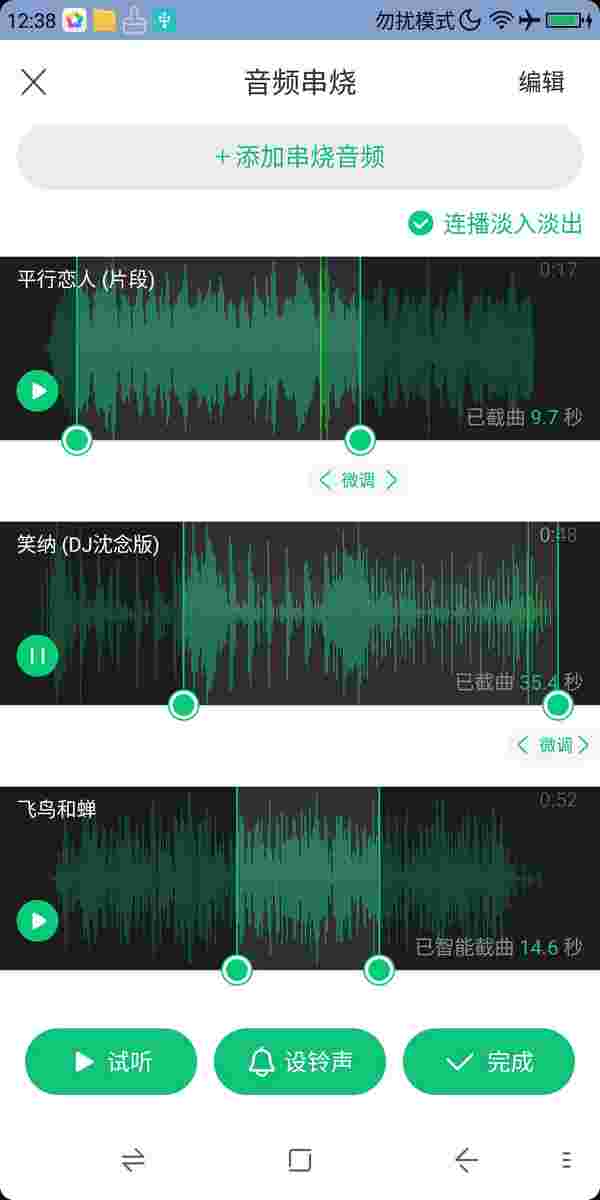 12:38
勿扰模式
音频串烧
编辑
+添加串烧音频
连播淡入淡出
平行恋人 (片段)
0:17
已截曲 9.7 秒
微调
笑纳 (DJ沈念版)
0:48
已截曲 35.4 秒
微调
飞鸟和蝉
0:52
已智能截曲 14.6 秒
试听
设铃声
完成